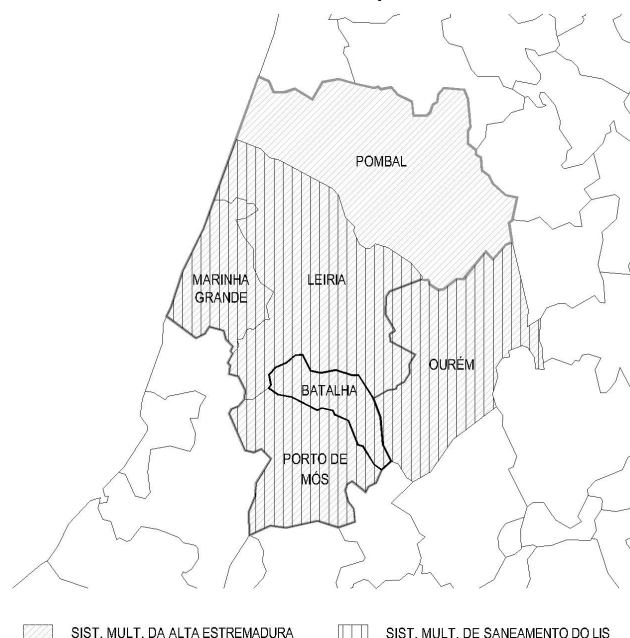 POMBAL
MARINHA
GRANDE
LEIRIA
OURÉM
BATALHA
PORTO DE
MÓS
SIST. MULT. DA ALTA ESTREMADURA
SIST. MULT. DE SANEAMENTO DO LIS